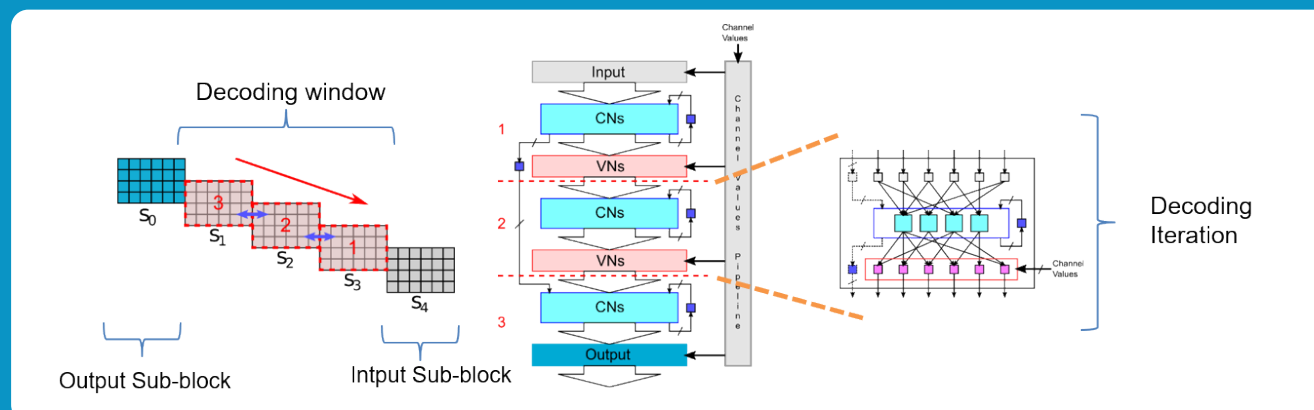 Decoding window
S0
3
S1
2
S2
1
S3
S4
Output Sub-block
Intput Sub-block
Channel
Values
Input
1
CNs
VNs
2
CNs
VNs
3
CNs
Output
Channel Values Pipeline
Channel
Values
Decoding
Iteration